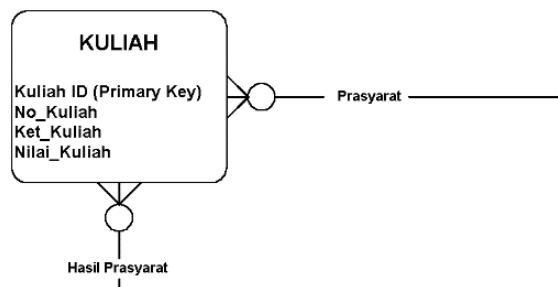 KULIAH
Kuliah ID (Primary Key)
No_Kuliah
Ket_Kuliah
Nilai_Kuliah
Prasyarat
Hasil Prasyarat